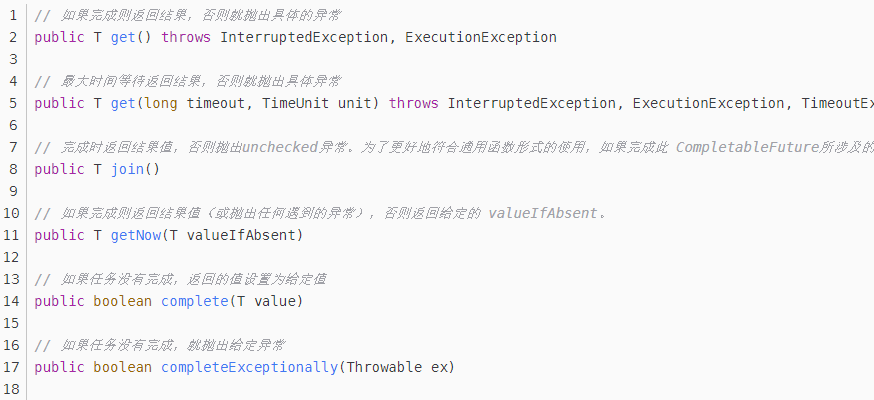 1 // 如果完成则返回结果，否则就抛出具体的异常
2 public T get() throws InterruptedException, ExecutionException
3
4 // 最大时间等待返回结果，否则就抛出具体异常
5 public T get(long timeout, TimeUnit unit) throws InterruptedException, ExecutionException, TimeoutEx
6
7 // 完成时返回结果值，否则抛出unchecked异常。为了更好地符合通用函数形式的使用，如果完成此 CompletableFuture所涉及的
8 public T join()
9
10 // 如果完成则返回结果值（或抛出任何遇到的异常），否则返回给定的 valueIfAbsent。
11 public T getNow(T valueIfAbsent)
12
13 // 如果任务没有完成，返回的值设置为给定值
14 public boolean complete(T value)
15
16 // 如果任务没有完成，就抛出给定异常
17 public boolean completeExceptionally(Throwable ex)
18